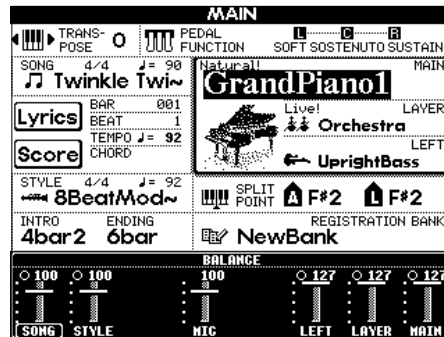 MAIN
TRANS-
POSE 0
PEDAL
FUNCTION
L C R
SOFT SOSTENUTO SUSTAIN
SONG 4/4 ♩= 90
Twinkle Twi~
Natural! MAIN
GrandPiano1
Lyrics
BAR 001
BEAT 1
TEMPO ♩= 92
Score
CHORD
Live! LAYER
Orchestra
LEFT
UprightBass
STYLE 4/4 ♩= 92
8BeatMod~
SPLIT
POINT A F#2 L F#2
INTRO ENDING
4bar2 6bar
REGISTRATION BANK
NewBank
BALANCE
100 100 100 127 127 127
SONG STYLE MIC LEFT LAYER MAIN